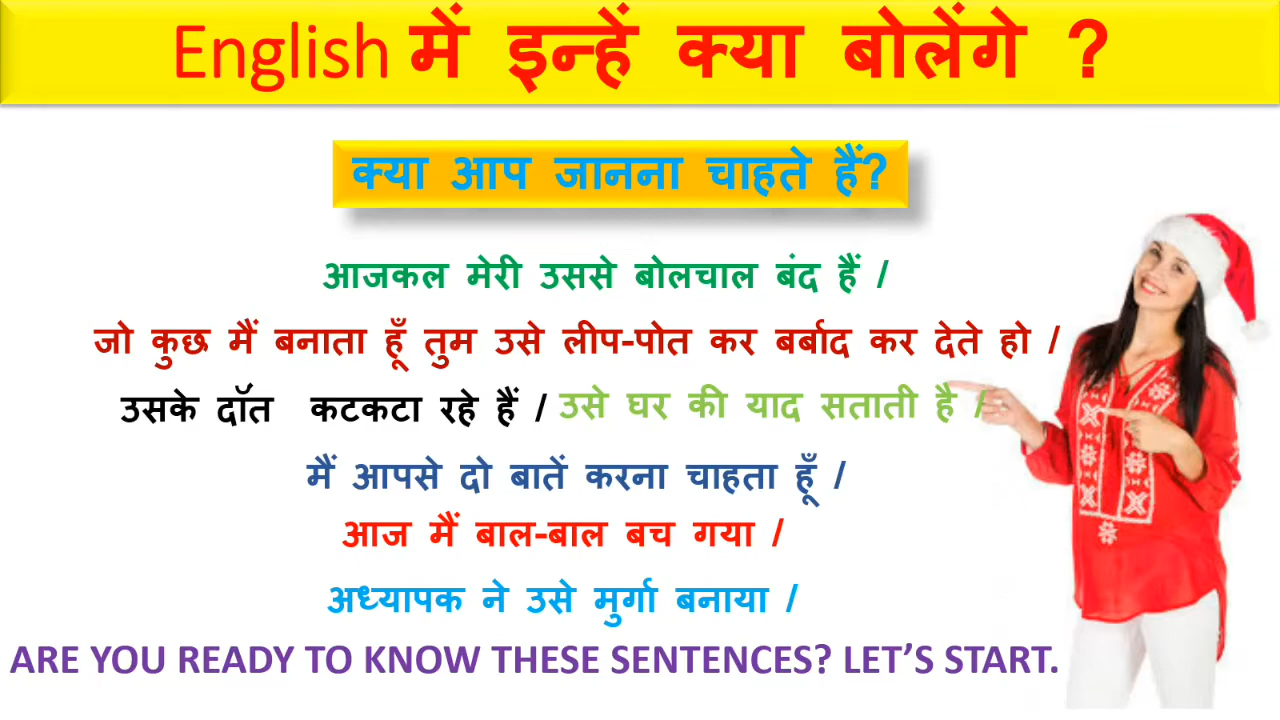 English में इन्हें क्या बोलेंगे ?
क्या आप जानना चाहते हैं?
आजकल मेरी उससे बोलचाल बंद हैं /
जो कुछ मैं बनाता हूँ तुम उसे लीप-पोत कर बर्बाद कर देते हो /
उसके दॉत कटकटा रहे हैं / उसे घर की याद सताती है /
मैं आपसे दो बातें करना चाहता हूँ /
आज मैं बाल-बाल बच गया /
अध्यापक ने उसे मुर्गा बनाया /
ARE YOU READY TO KNOW THESE SENTENCES? LET’S START.